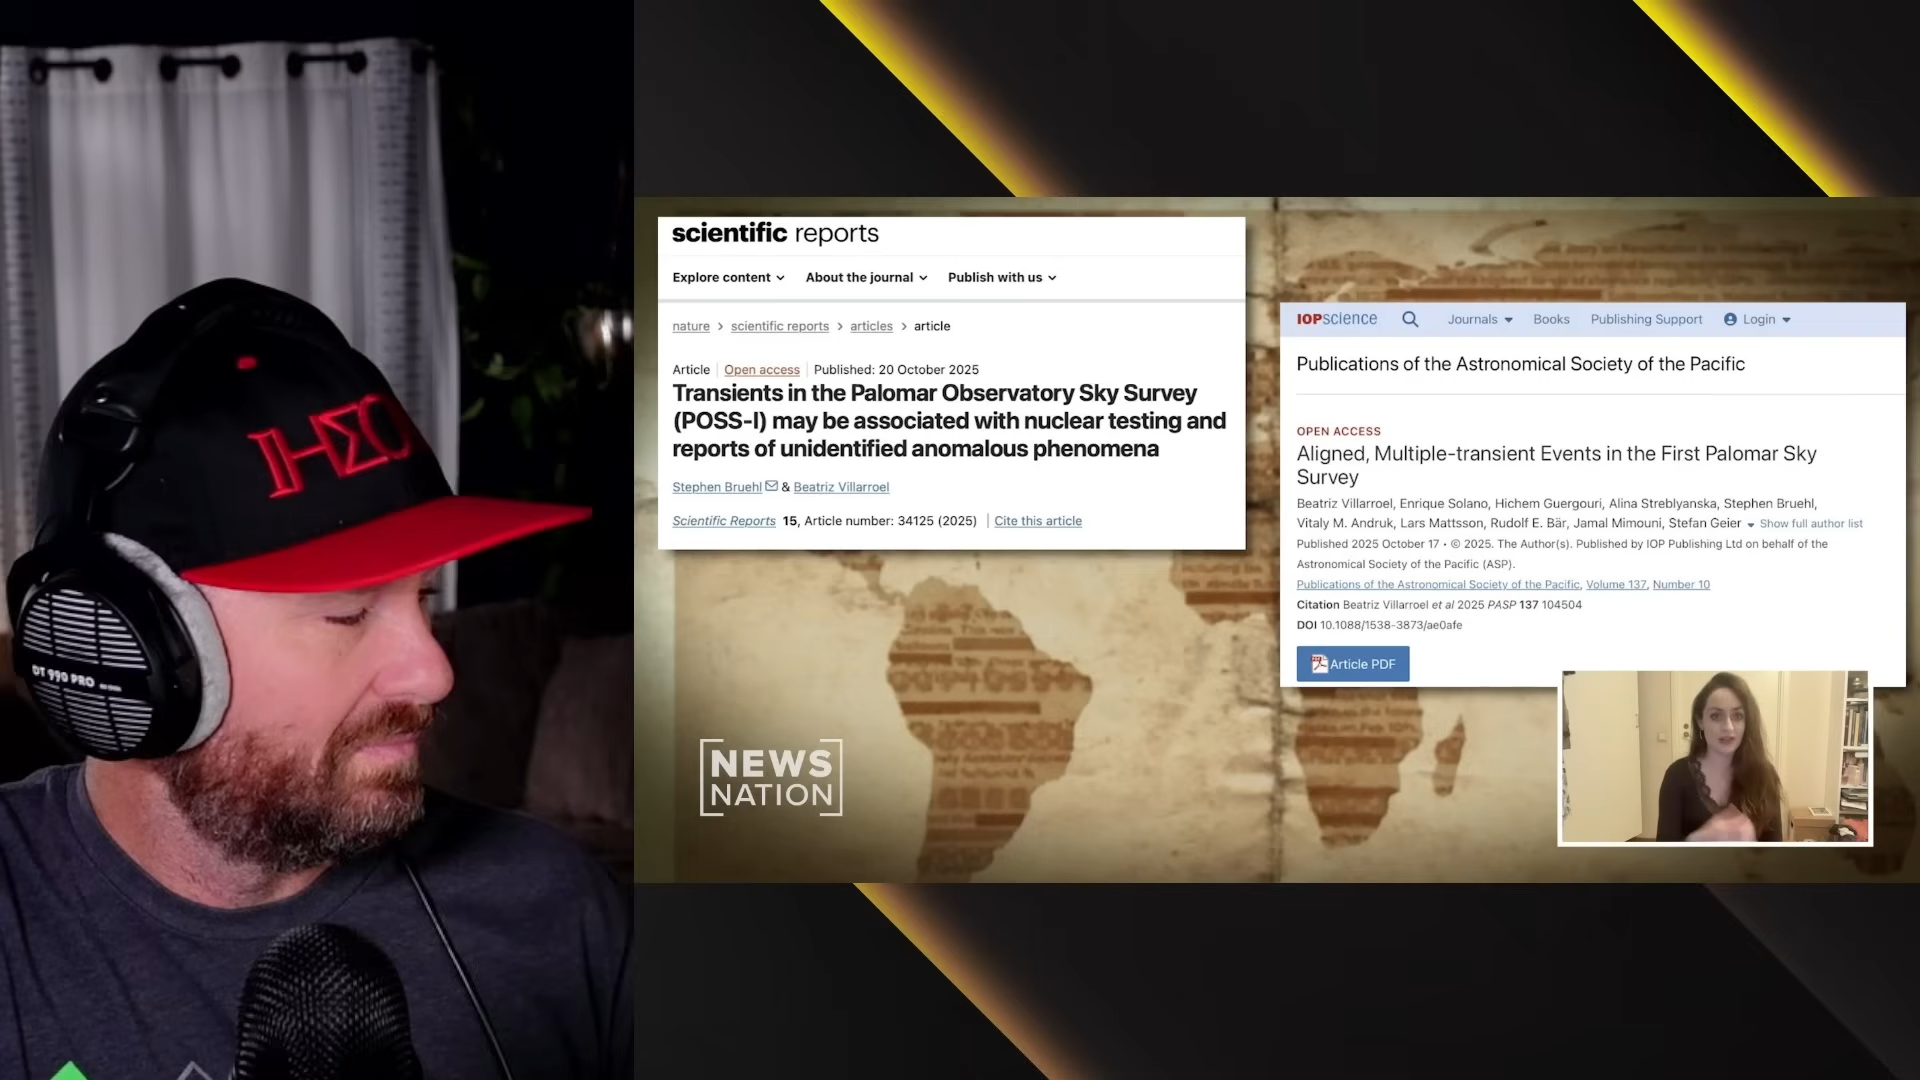 IHΣO
DT 990 PRO
scientific reports
Explore content About the journal Publish with us
nature > scientific reports > articles > article
Article | Open access | Published: 20 October 2025
Transients in the Palomar Observatory Sky Survey
(POSS-I) may be associated with nuclear testing and
reports of unidentified anomalous phenomena
Stephen Bruehl & Beatriz Villarroel
Scientific Reports 15, Article number: 34125 (2025) | Cite this article
IOPscience Journals Books Publishing Support Login
Publications of the Astronomical Society of the Pacific
OPEN ACCESS
Aligned, Multiple-transient Events in the First Palomar Sky
Survey
Beatriz Villarroel, Enrique Solano, Hichem Guergouri, Alina Streblyanska, Stephen Bruehl,
Vitaly M. Andruk, Lars Mattsson, Rudolf E. Bär, Jamal Mimouni, Stefan Geier Show full author list
Published 2025 October 17 • © 2025. The Author(s). Published by IOP Publishing Ltd on behalf of the
Astronomical Society of the Pacific (ASP).
Publications of the Astronomical Society of the Pacific, Volume 137, Number 10
Citation Beatriz Villarroel et al 2025 PASP 137 104504
DOI 10.1088/1538-3873/ae0afe
Article PDF
NEWS
NATION